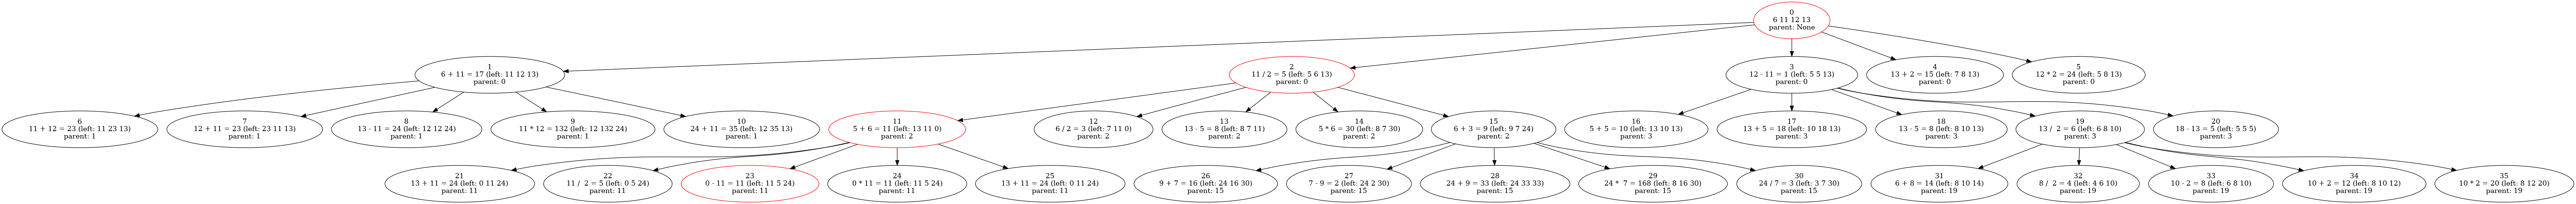 0
6 11 12 13
parent: None
1
6 + 11 = 17 (left: 11 12 13)
parent: 0
2
11 / 2 = 5 (left: 5 6 13)
parent: 0
3
12 - 11 = 1 (left: 5 5 13)
parent: 0
4
13 + 2 = 15 (left: 7 8 13)
parent: 0
5
12 * 2 = 24 (left: 5 8 13)
parent: 0
6
11 + 12 = 23 (left: 11 23 13)
parent: 1
7
12 + 11 = 23 (left: 23 11 13)
parent: 1
8
13 - 11 = 24 (left: 12 12 24)
parent: 1
9
11 * 12 = 132 (left: 12 132 24)
parent: 1
10
24 + 11 = 35 (left: 12 35 13)
parent: 1
11
5 + 6 = 11 (left: 13 11 0)
parent: 2
12
6 / 2 = 3 (left: 7 11 0)
parent: 2
13
13 - 5 = 8 (left: 8 7 11)
parent: 2
14
5 * 6 = 30 (left: 8 7 30)
parent: 2
15
6 + 3 = 9 (left: 9 7 24)
parent: 2
16
5 + 5 = 10 (left: 13 10 13)
parent: 3
17
13 + 5 = 18 (left: 10 18 13)
parent: 3
18
13 - 5 = 8 (left: 8 10 13)
parent: 3
19
13 / 2 = 6 (left: 6 8 10)
parent: 3
20
18 - 13 = 5 (left: 5 5 5)
parent: 3
21
13 + 11 = 24 (left: 0 11 24)
parent: 11
22
11 / 2 = 5 (left: 0 5 24)
parent: 11
23
0 - 11 = 11 (left: 11 5 24)
parent: 11
24
0 * 11 = 11 (left: 11 5 24)
parent: 11
25
13 + 11 = 24 (left: 0 11 24)
parent: 11
26
9 + 7 = 16 (left: 24 16 30)
parent: 15
27
7 - 9 = 2 (left: 24 2 30)
parent: 15
28
24 + 9 = 33 (left: 24 33 33)
parent: 15
29
24 * 7 = 168 (left: 8 16 30)
parent: 15
30
24 / 7 = 3 (left: 3 7 30)
parent: 15
31
6 + 8 = 14 (left: 8 10 14)
parent: 19
32
8 / 2 = 4 (left: 4 6 10)
parent: 19
33
10 - 2 = 8 (left: 6 8 10)
parent: 19
34
10 + 2 = 12 (left: 8 10 12)
parent: 19
35
10 * 2 = 20 (left: 8 12 20)
parent: 19